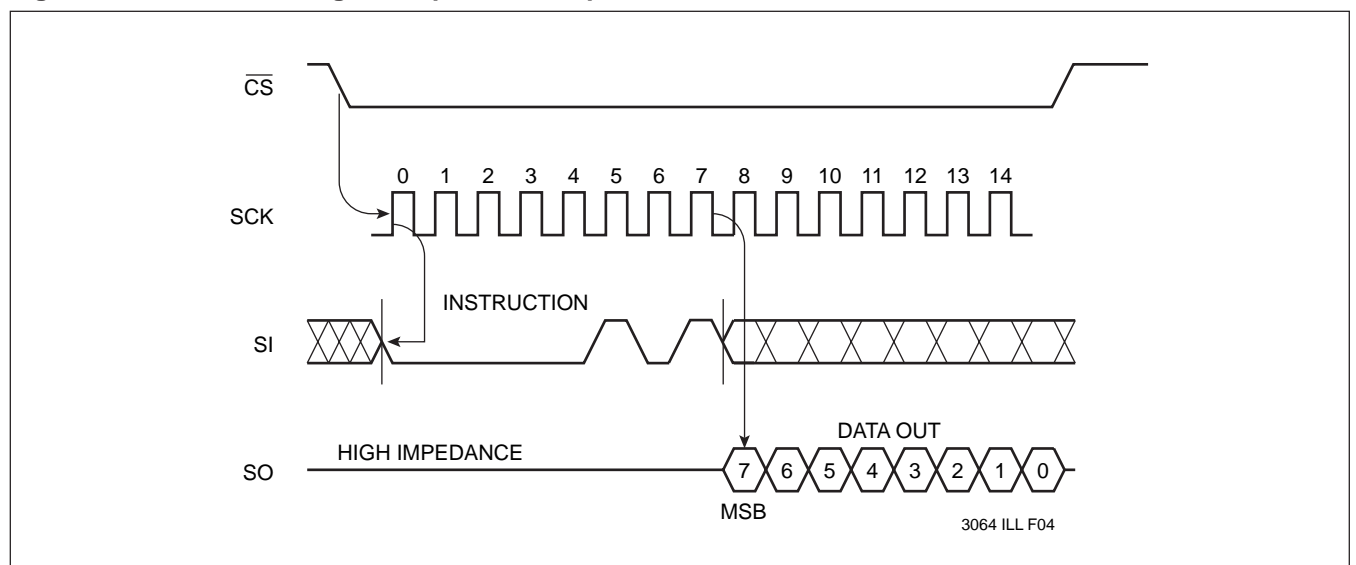 CS
0 1 2 3 4 5 6 7 8 9 10 11 12 13 14
SCK
INSTRUCTION
SI
DATA OUT
HIGH IMPEDANCE
SO
7 6 5 4 3 2 1 0
MSB
3064 ILL F04